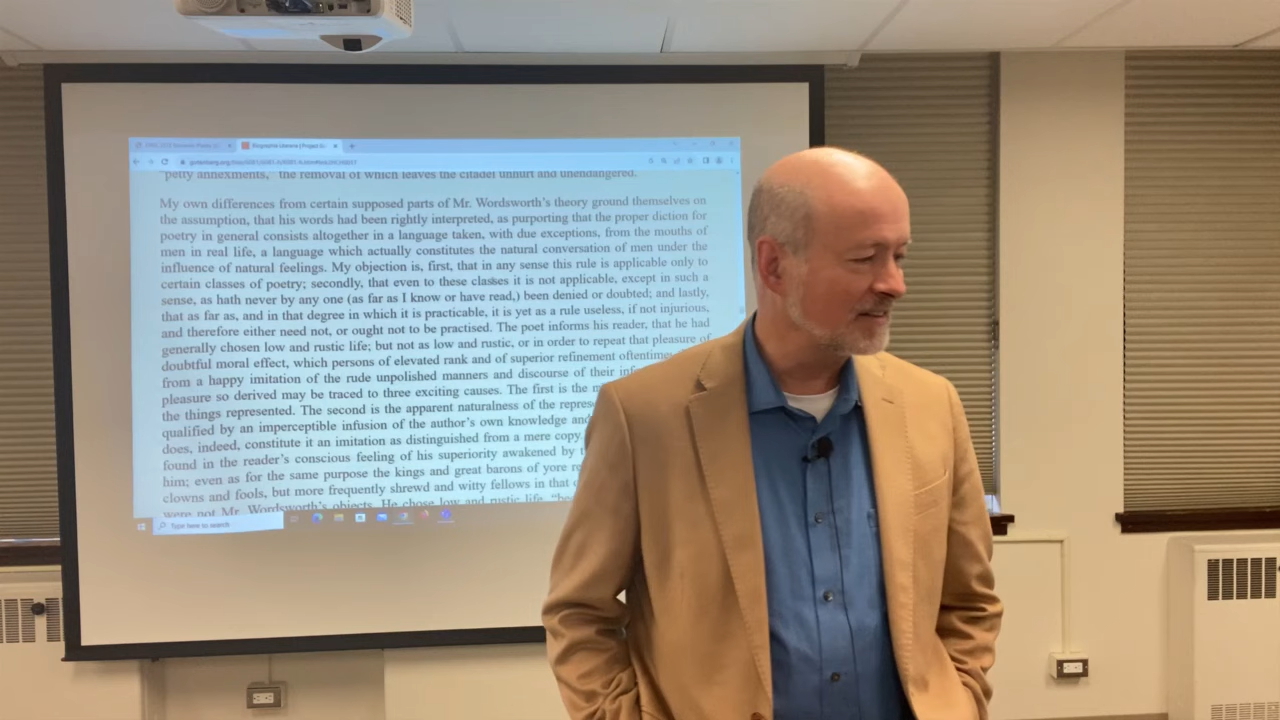 Biographia Literaria (Project Gu
"petty annexments," the removal of which leaves the citadel unhurt and unendangered.
My own differences from certain supposed parts of Mr. Wordsworth's theory ground themselves on
the assumption, that his words had been rightly interpreted, as purporting that the proper diction for
poetry in general consists altogether in a language taken, with due exceptions, from the mouths of
men in real life, a language which actually constitutes the natural conversation of men under the
influence of natural feelings. My objection is, first, that in any sense this rule is applicable only to
certain classes of poetry; secondly, that even to these classes it is not applicable, except in such a
sense, as hath never by any one (as far as I know or have read,) been denied or doubted; and lastly,
that as far as, and in that degree in which it is practicable, it is yet as a rule useless, if not injurious,
and therefore either need not, or ought not to be practised. The poet informs his reader, that he had
generally chosen low and rustic life; but not as low and rustic, or in order to repeat that pleasure of
doubtful moral effect, which persons of elevated rank and of superior refinement oftentimes
from a happy imitation of the rude unpolished manners and discourse of their inf
pleasure so derived may be traced to three exciting causes. The first is the
the things represented. The second is the apparent naturalness of the repres
qualified by an imperceptible infusion of the author's own knowledge and
does, indeed, constitute it an imitation as distinguished from a mere copy.
found in the reader's conscious feeling of his superiority awakened by
him; even as for the same purpose the kings and great barons of yore re
clowns and fools, but more frequently shrewd and witty fellows in that
were not Mr. Wordsworth's objects. He chose low and rustic life,
Type here to search